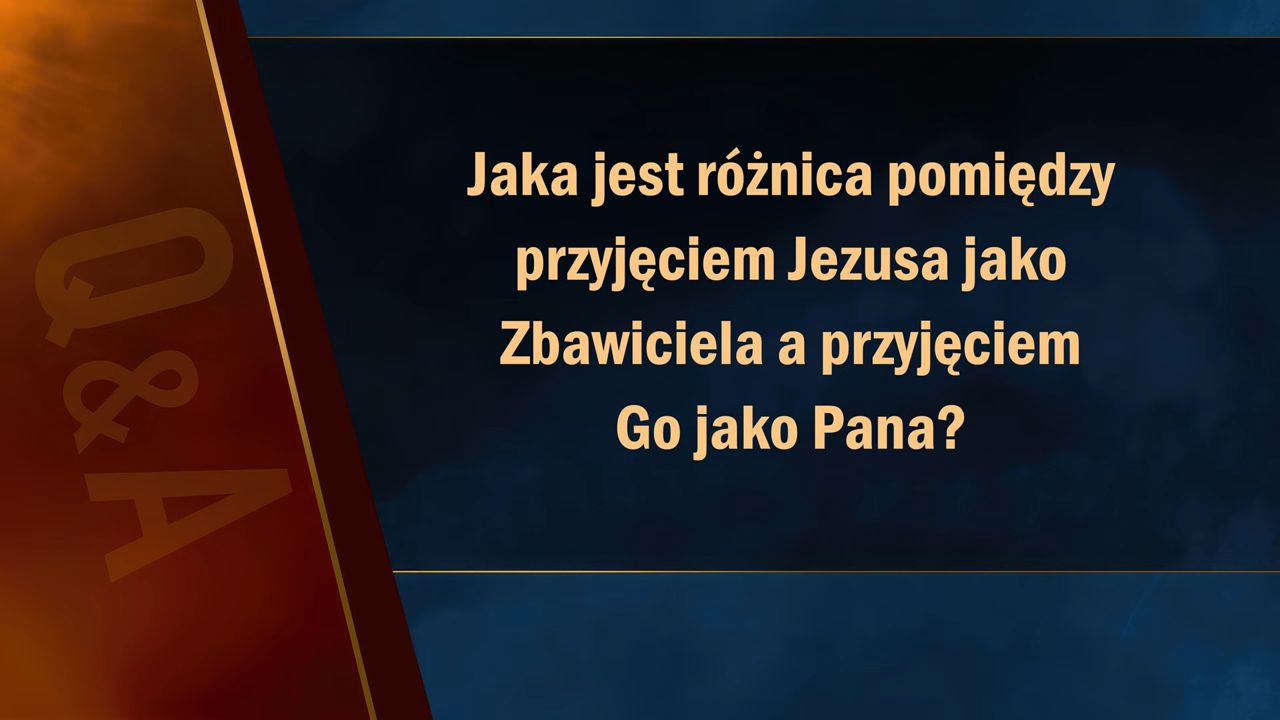 Q & A
Jaka jest różnica pomiędzy
przyjęciem Jezusa jako
Zbawiciela a przyjęciem
Go jako Pana?